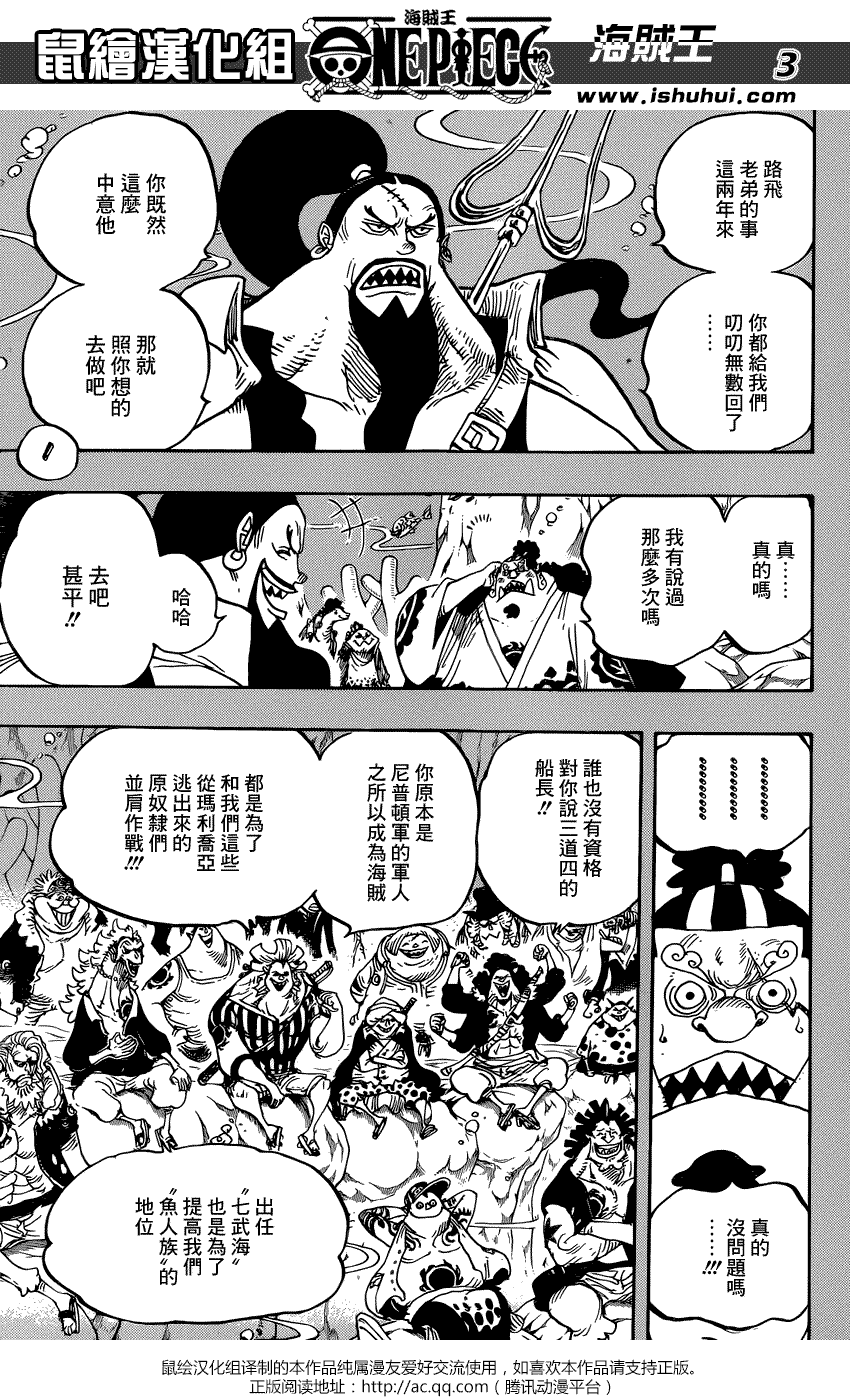 鼠繪漢化組
海賊王
ONE PIECE
海賊王
3
www.ishuhui.com
路飛
老弟的事
這兩年來
你都給我們
叨叨無數回了
……
你既然
這麼
中意他
那就
照你想的
去做吧
真……
真的嗎
我有說過
那麼多次嗎
哈哈
去吧
甚平!!
………………
………………
………………
真的
沒問題嗎
……!!!
誰也沒有資格
對你說三道四的
船長!!
你原本是
尼普頓軍的軍人
之所以成為海賊
都是為了
和我們這些
從瑪利喬亞
逃出來的
原奴隸們
並肩作戰!!!
出任
〝七武海〞
也是為了
提高我們
〝魚人族〞的
地位
鼠绘汉化组译制的本作品纯属漫友爱好交流使用，如喜欢本作品请支持正版。
正版阅读地址：http://ac.qq.com（腾讯动漫平台）